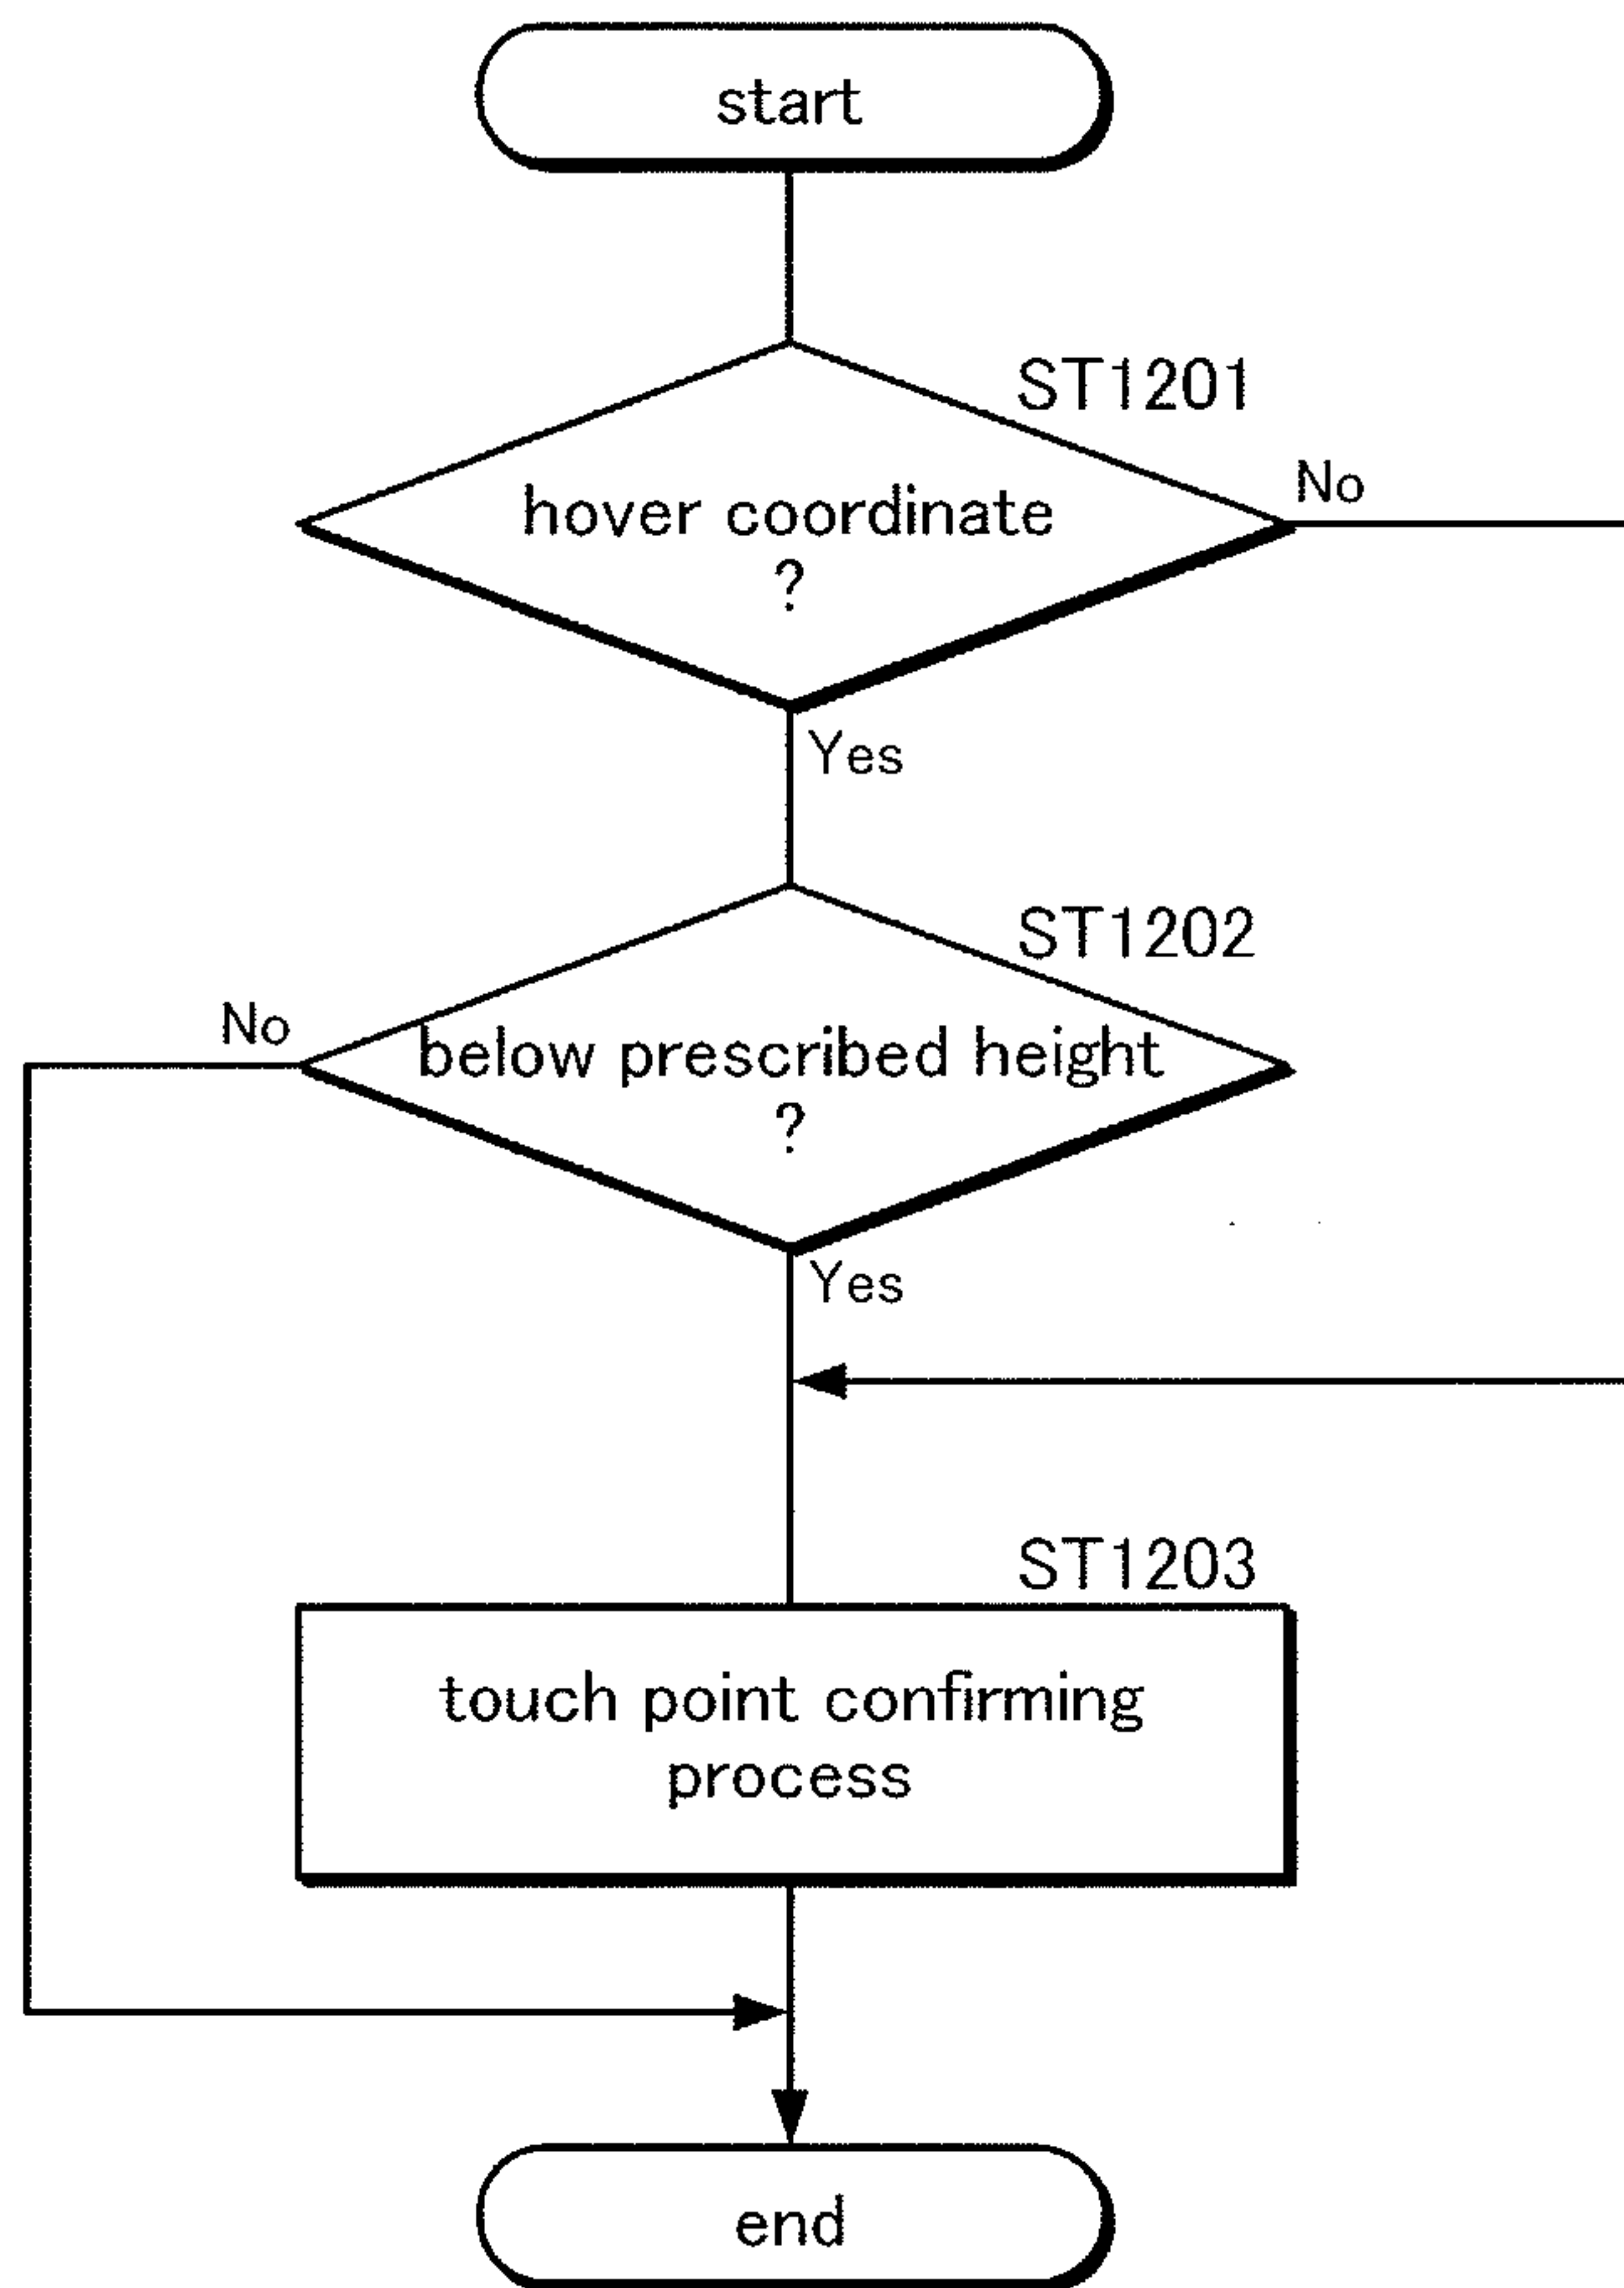 start
ST1201
No
hover coordinate
?
Yes
ST1202
No
below prescribed height
?
Yes
ST1203
touch point confirming
process
end